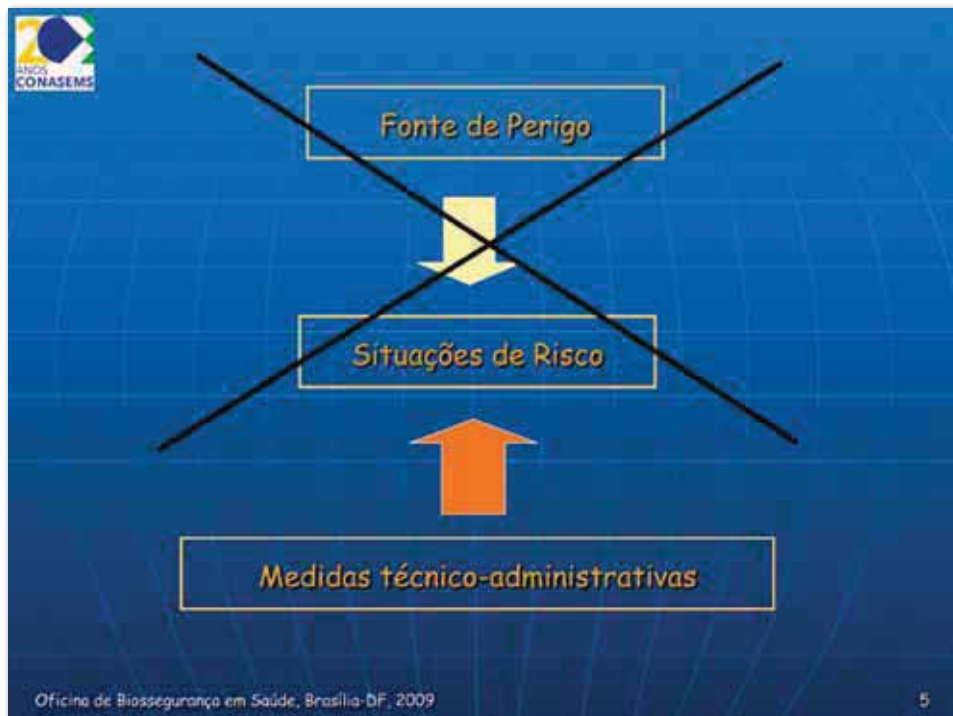 20
ANOS
CONASEMS
Fonte de Perigo
Situações de Risco
Medidas técnico-administrativas
Oficina de Biossegurança em Saúde, Brasília-DF, 2009
5